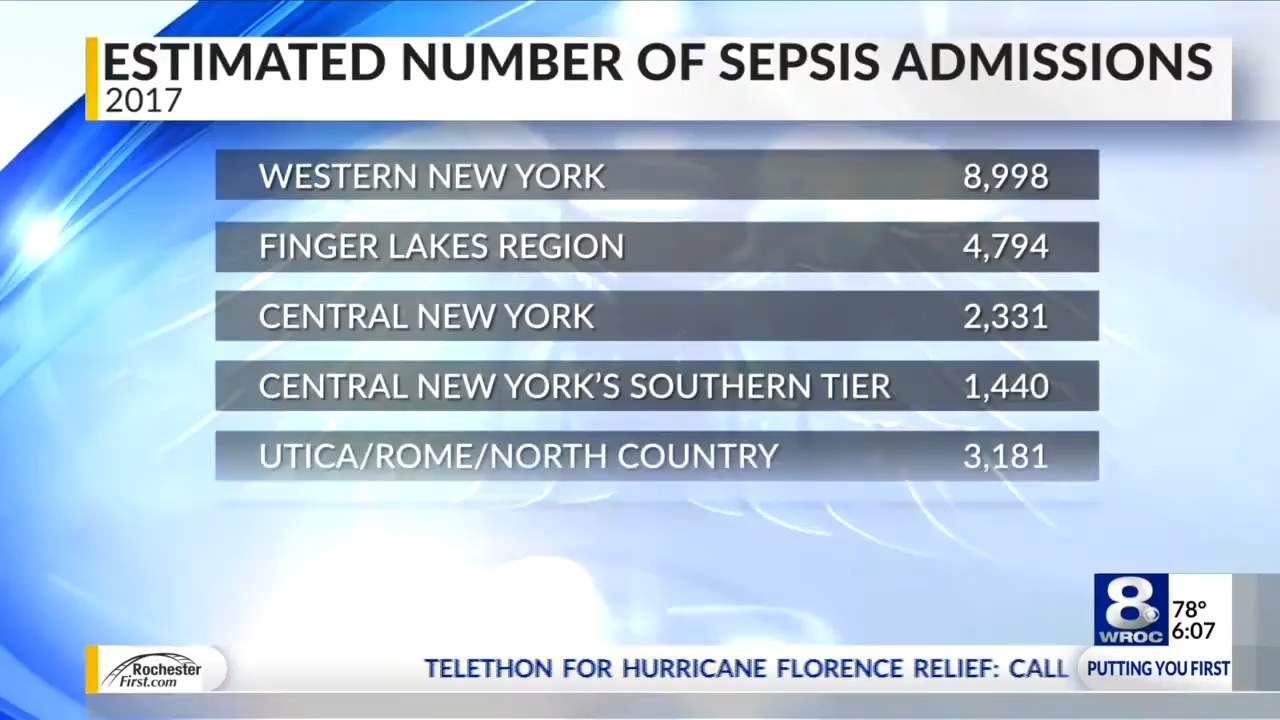 ESTIMATED NUMBER OF SEPSIS ADMISSIONS
2017
WESTERN NEW YORK 8,998
FINGER LAKES REGION 4,794
CENTRAL NEW YORK 2,331
CENTRAL NEW YORK'S SOUTHERN TIER 1,440
UTICA/ROME/NORTH COUNTRY 3,181
8
WROC
78°
6:07
Rochester
First.com
TELETHON FOR HURRICANE FLORENCE RELIEF: CALL
PUTTING YOU FIRST